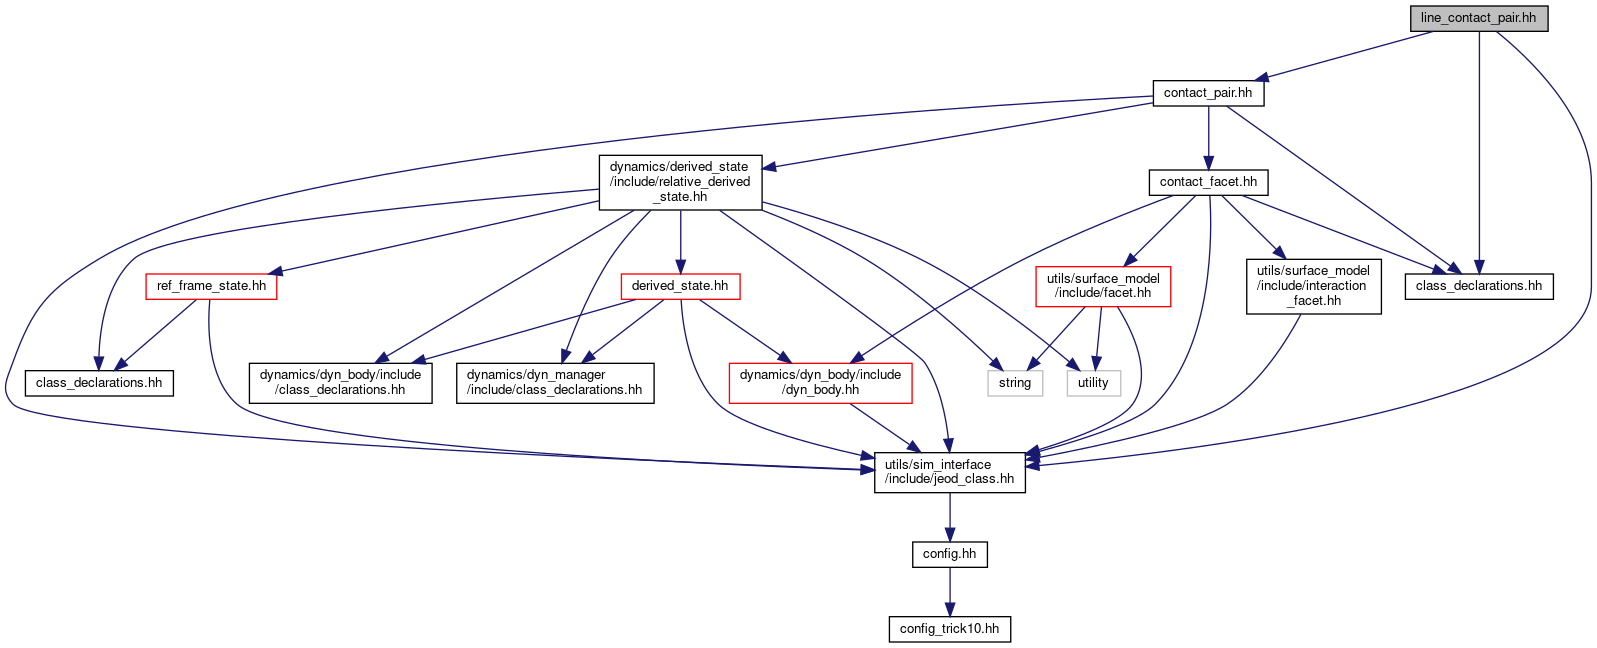 line_contact_pair.hh
contact_pair.hh
dynamics/derived_state
/include/relative_derived
_state.hh
contact_facet.hh
ref_frame_state.hh
derived_state.hh
utils/surface_model
/include/facet.hh
utils/surface_model
/include/interaction
_facet.hh
class_declarations.hh
class_declarations.hh
dynamics/dyn_body/include
/class_declarations.hh
dynamics/dyn_manager
/include/class_declarations.hh
dynamics/dyn_body/include
/dyn_body.hh
string
utility
utils/sim_interface
/include/jeod_class.hh
config.hh
config_trick10.hh